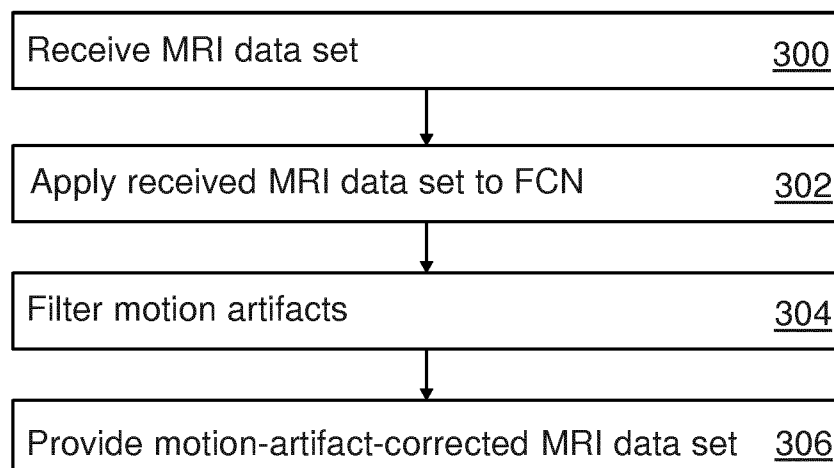 Receive MRI data set 300
Apply received MRI data set to FCN 302
Filter motion artifacts 304
Provide motion-artifact-corrected MRI data set 306